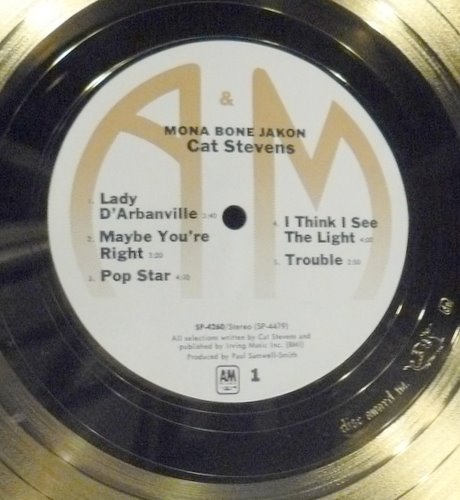 A & M
MONA BONE JAKON
Cat Stevens
1. Lady
D'Arbanville 3:40
2. Maybe You're
Right 3:20
3. Pop Star 4:00
4. I Think I See
The Light 4:00
5. Trouble 2:50
SP-4260/Stereo (SP-4479)
All selections written by Cat Stevens and
published by Irving Music Inc. (BMI)
Produced by Paul Samwell-Smith
A&M
1
disc award ltd.